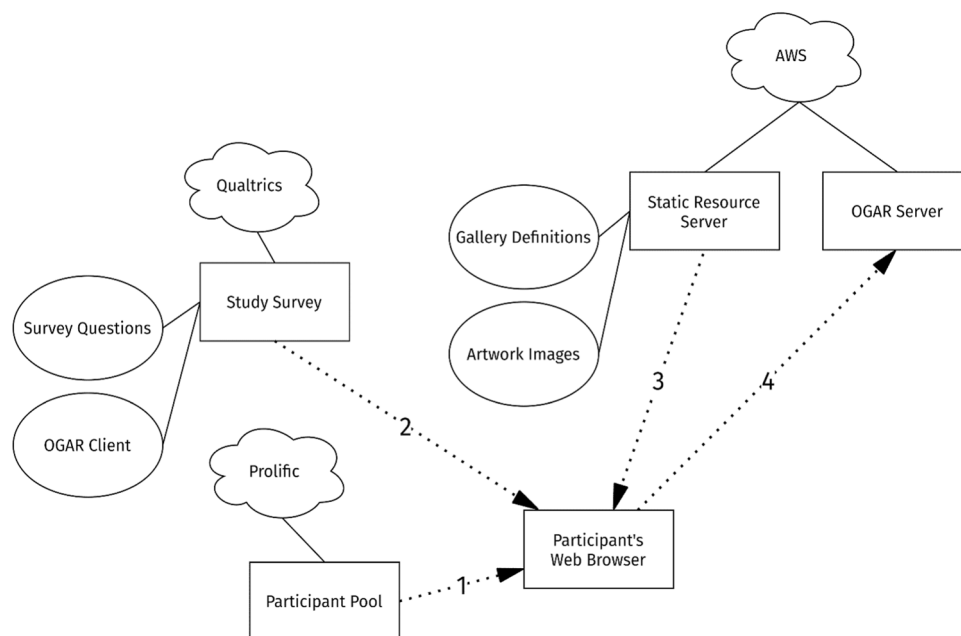 AWS
Qualtrics
Static Resource
Server
OGAR Server
Gallery Definitions
Study Survey
Survey Questions
Artwork Images
3
4
2
OGAR Client
Prolific
Participant's
Web Browser
1
Participant Pool